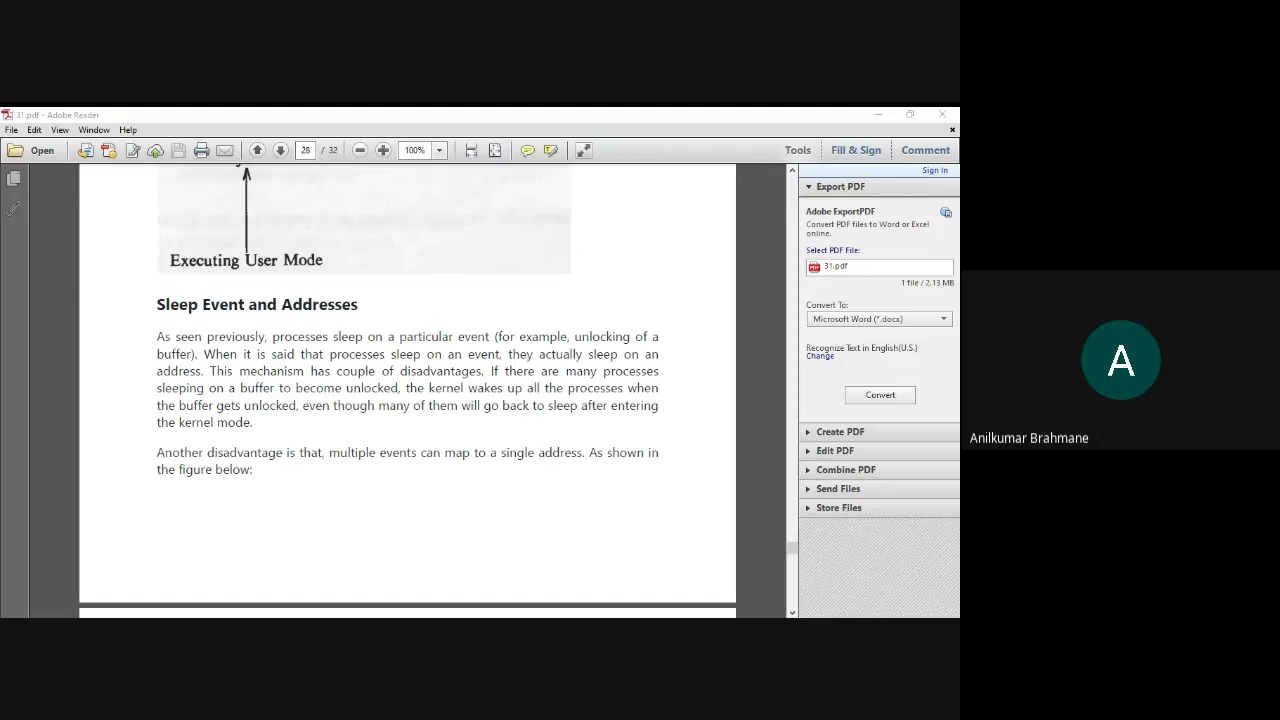 31.pdf - Adobe Reader
File Edit View Window Help
Open 28 / 32 100% Tools Fill & Sign Comment
Sign In
Export PDF
Adobe ExportPDF
Convert PDF files to Word or Excel
online.
Select PDF File:
31.pdf
1 file / 2,13 MB
Convert To:
Microsoft Word (*.docx)
Recognize Text in English(U.S.)
Change
Convert
Create PDF
Edit PDF
Combine PDF
Send Files
Store Files
Executing User Mode
Sleep Event and Addresses
As seen previously, processes sleep on a particular event (for example, unlocking of a
buffer). When it is said that processes sleep on an event, they actually sleep on an
address. This mechanism has couple of disadvantages. If there are many processes
sleeping on a buffer to become unlocked, the kernel wakes up all the processes when
the buffer gets unlocked, even though many of them will go back to sleep after entering
the kernel mode.
Another disadvantage is that, multiple events can map to a single address. As shown in
the figure below:
A
Anilkumar Brahmane